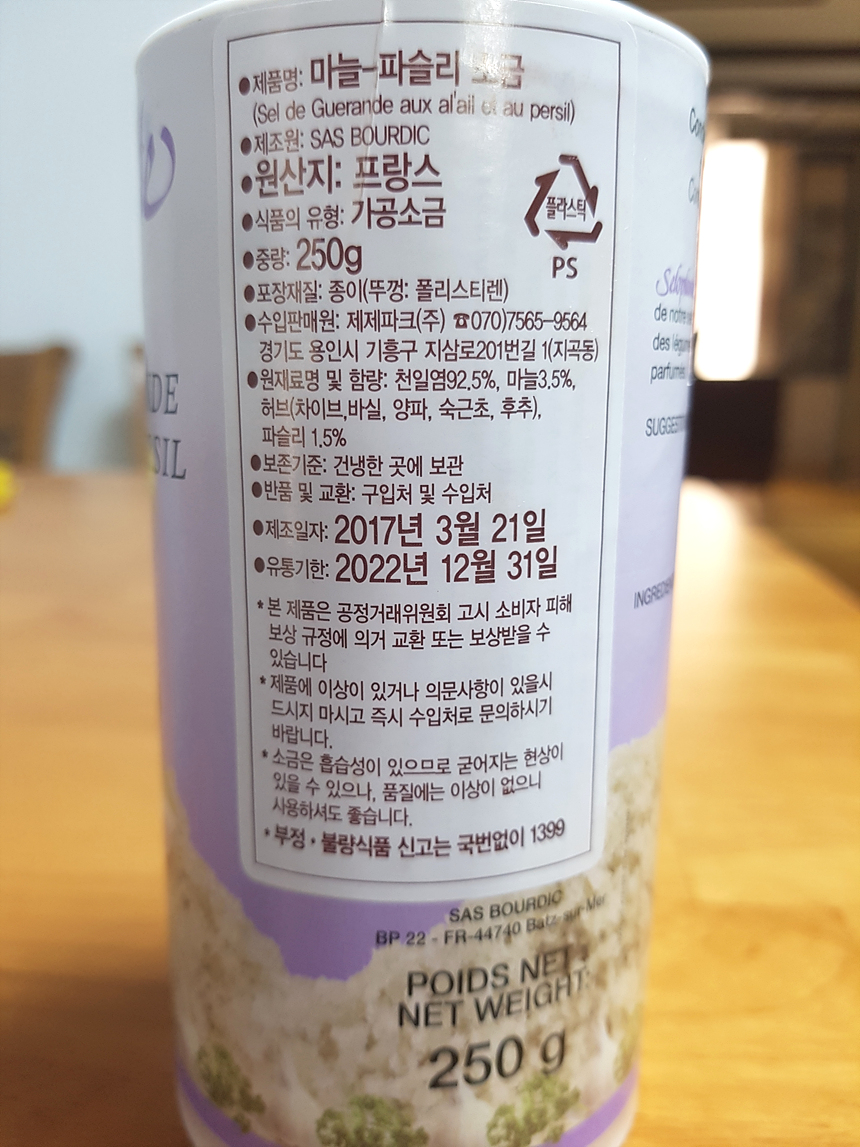 ●제품명: 마늘-파슬리 소금
(Sel de Guerande aux al'ail et au persil)
●제조원: SAS BOURDIC
●원산지: 프랑스
●식품의 유형: 가공소금
●중량: 250g
플라스틱
PS
●포장재질: 종이(뚜껑: 폴리스티렌)
●수입판매원: 제제파크(주) ☎070)7565-9564
경기도 용인시 기흥구 지삼로201번길 1(지곡동)
●원재료명 및 함량: 천일염92.5%, 마늘3.5%,
허브(차이브,바실, 양파, 숙근초, 후추),
파슬리 1.5%
●보존기준: 건냉한 곳에 보관
●반품 및 교환: 구입처 및 수입처
●제조일자: 2017년 3월 21일
●유통기한: 2022년 12월 31일
* 본 제품은 공정거래위원회 고시 소비자 피해
보상 규정에 의거 교환 또는 보상받을 수
있습니다
* 제품에 이상이 있거나 의문사항이 있을시
드시지 마시고 즉시 수입처로 문의하시기
바랍니다.
* 소금은 흡습성이 있으므로 굳어지는 현상이
있을 수 있으나, 품질에는 이상이 없으니
사용하셔도 좋습니다.
* 부정 · 불량식품 신고는 국번없이 1399
SAS BOURDIC
BP 22 - FR-44740 Batz-sur-Mer
POIDS NET :
NET WEIGHT:
250 g
de notre
des
parfumés